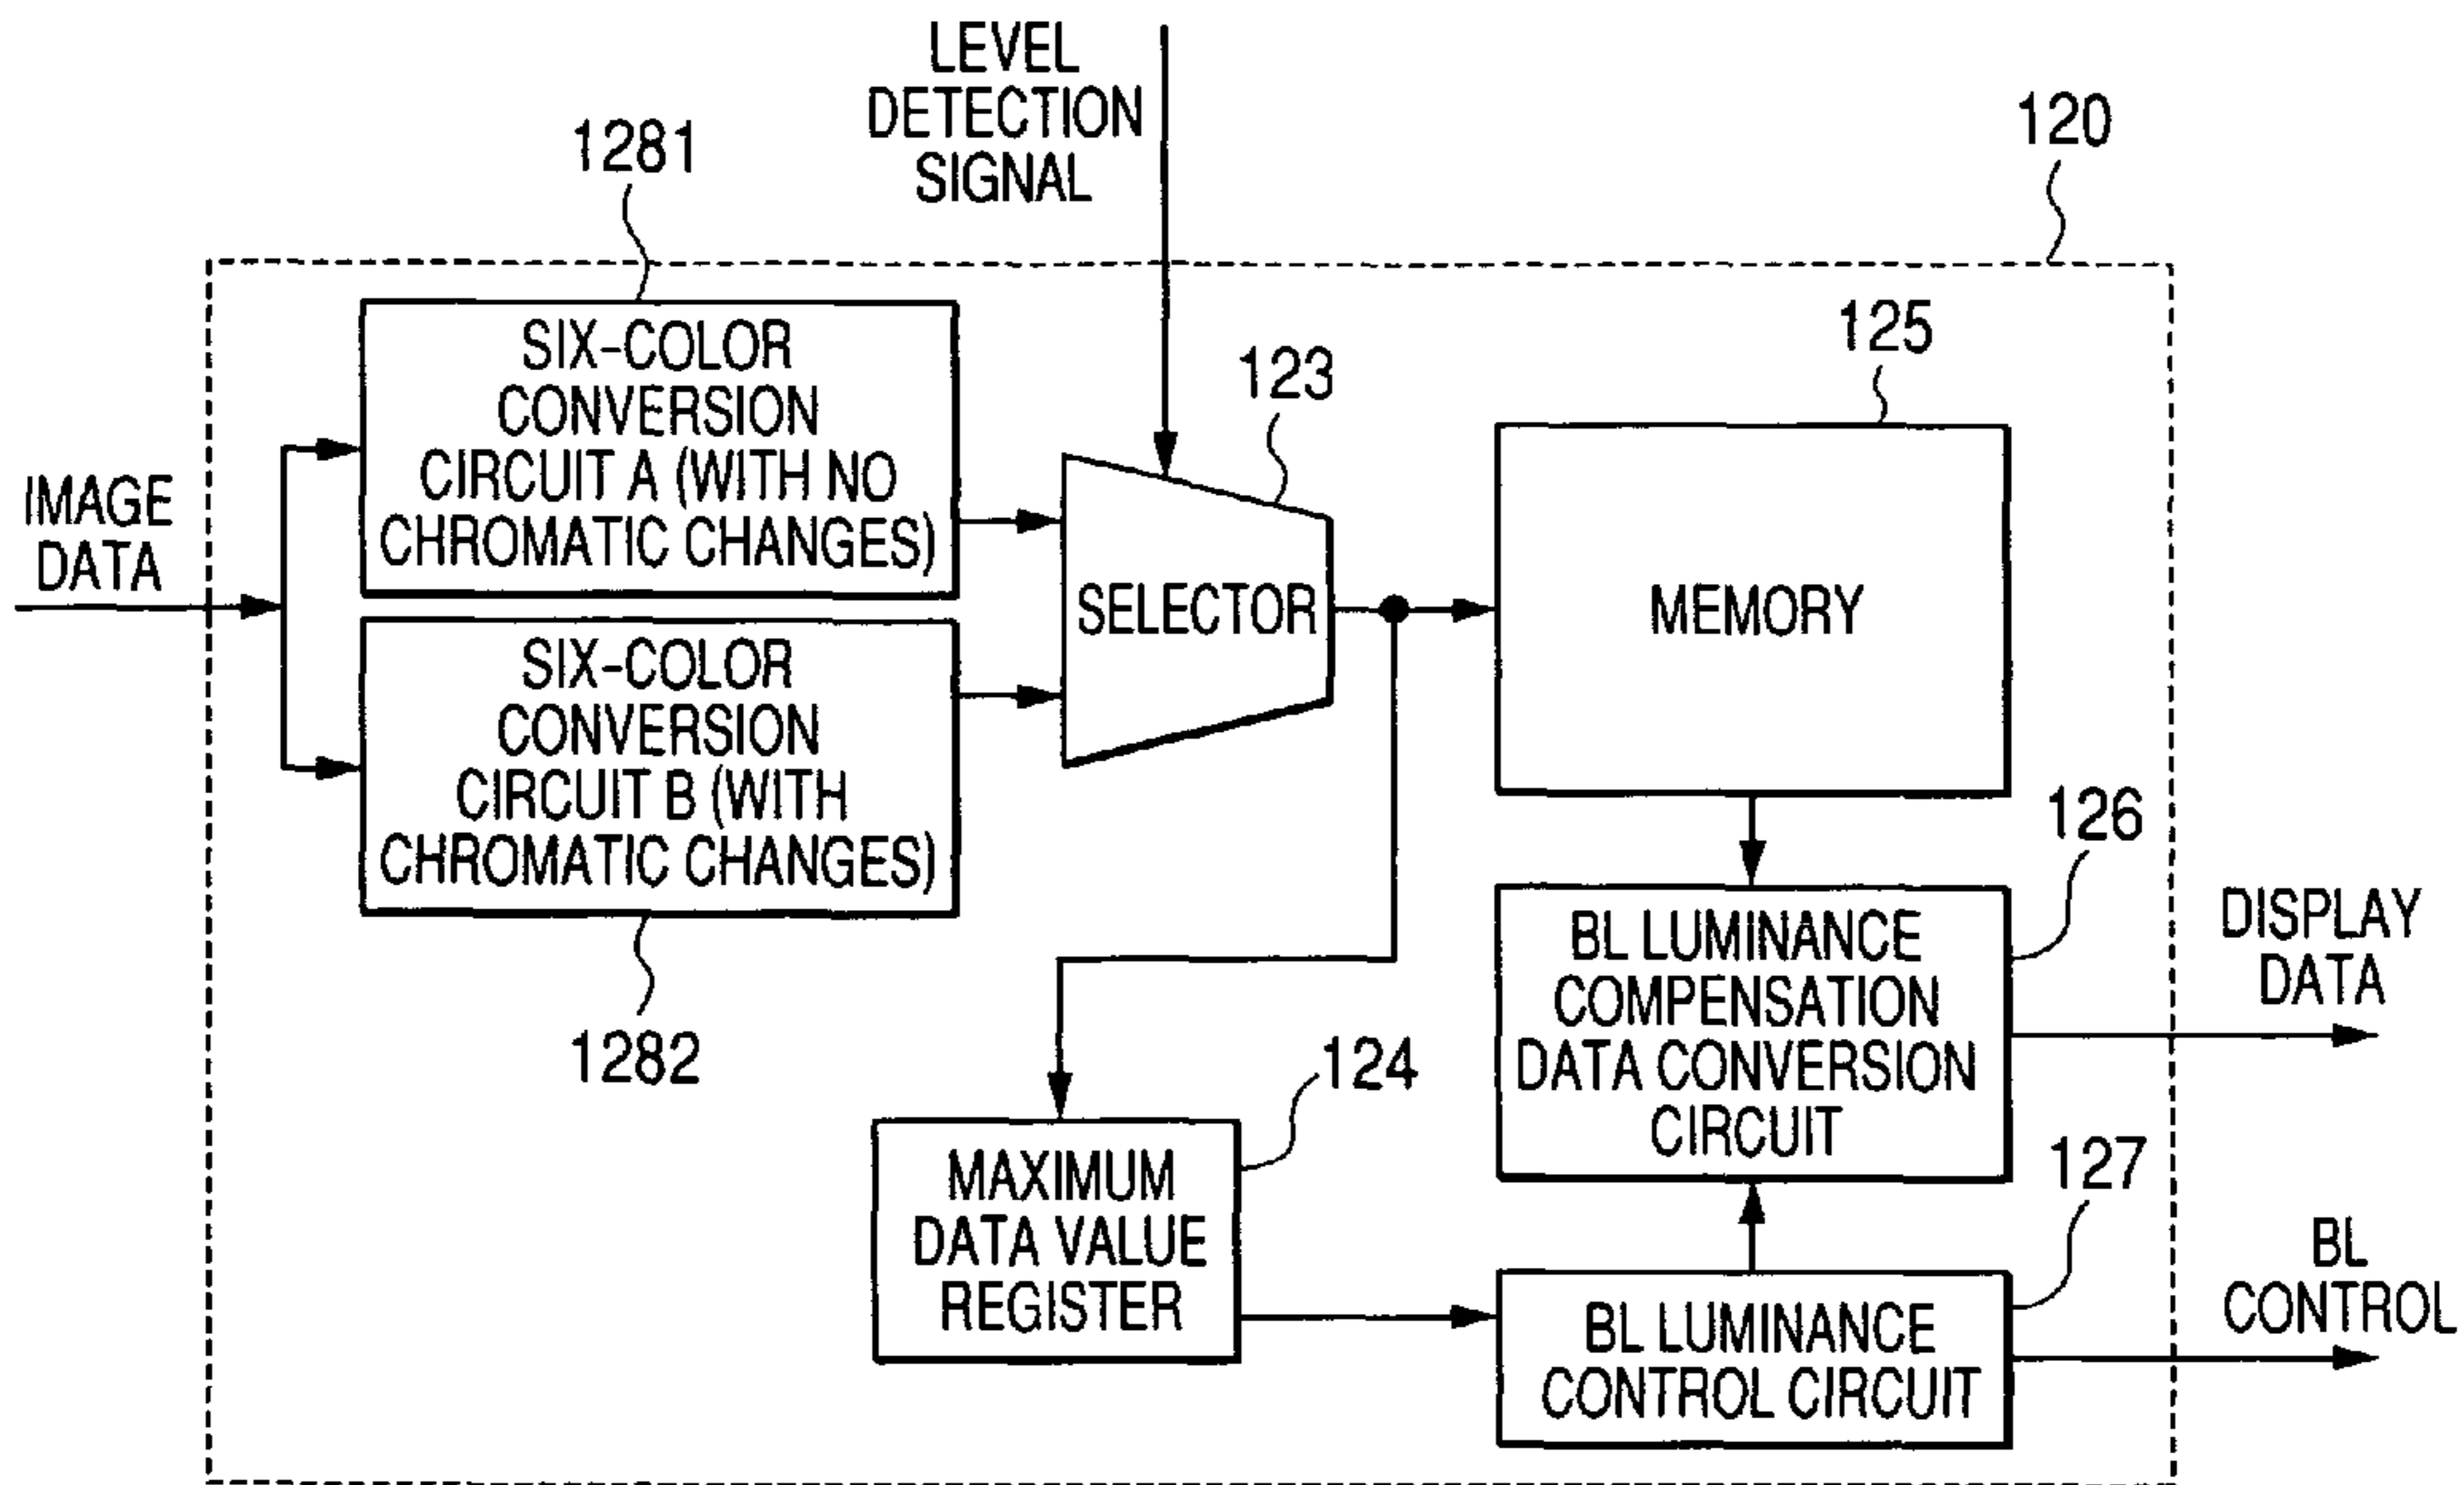 LEVEL
DETECTION
SIGNAL
120
1281
SIX-COLOR
CONVERSION
CIRCUIT A (WITH NO
CHROMATIC CHANGES)
IMAGE
DATA
123
SELECTOR
125
MEMORY
SIX-COLOR
CONVERSION
CIRCUIT B (WITH
CHROMATIC CHANGES)
1282
126
BL LUMINANCE
COMPENSATION
DATA CONVERSION
CIRCUIT
DISPLAY
DATA
124
MAXIMUM
DATA VALUE
REGISTER
127
BL LUMINANCE
CONTROL CIRCUIT
BL
CONTROL